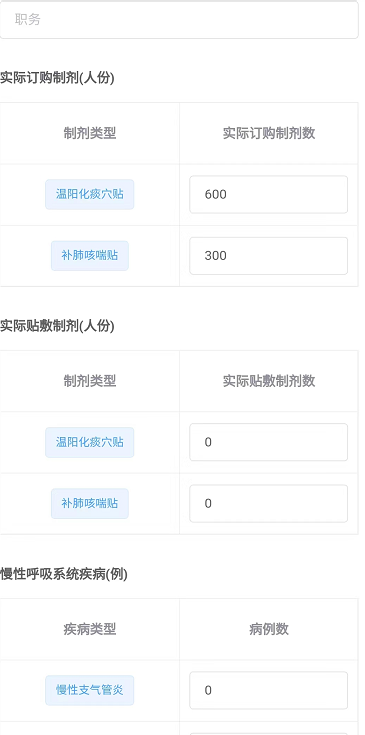 职务
实际订购制剂(人份)
制剂类型 实际订购制剂数
温阳化痰穴贴 600
补肺咳喘贴 300
实际贴敷制剂(人份)
制剂类型 实际贴敷制剂数
温阳化痰穴贴 0
补肺咳喘贴 0
慢性呼吸系统疾病(例)
疾病类型 病例数
慢性支气管炎 0